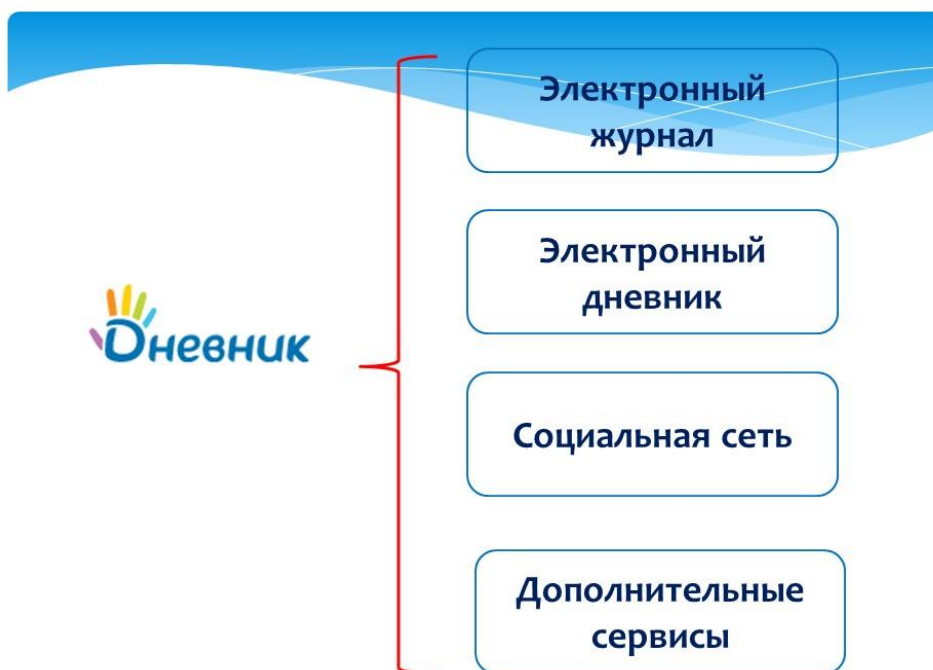 Электронный
журнал
Электронный
дневник
Дневник
Социальная сеть
Дополнительные
сервисы